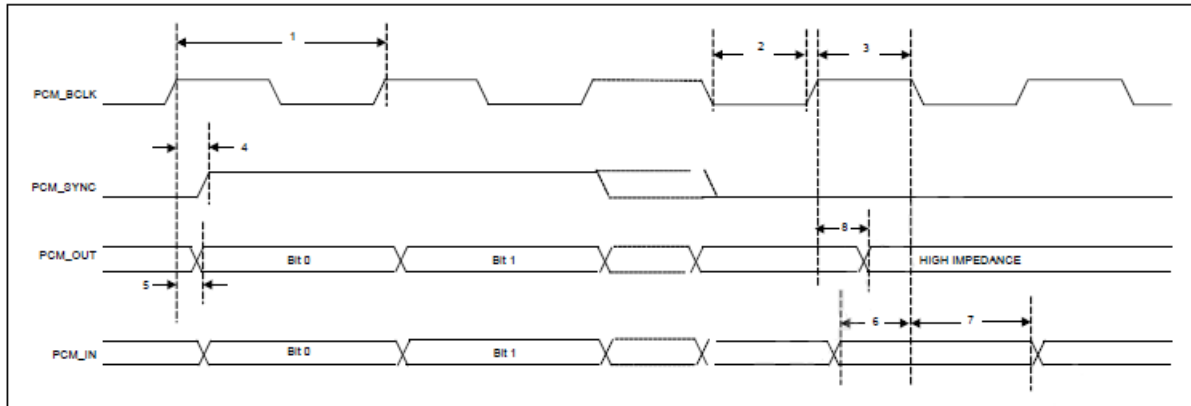 1
2
3
PCM_BCLK
4
PCM_SYNC
8
PCM_OUT
Bit 0
Bit 1
HIGH IMPEDANCE
5
6
7
PCM_IN
Bit 0
Bit 1